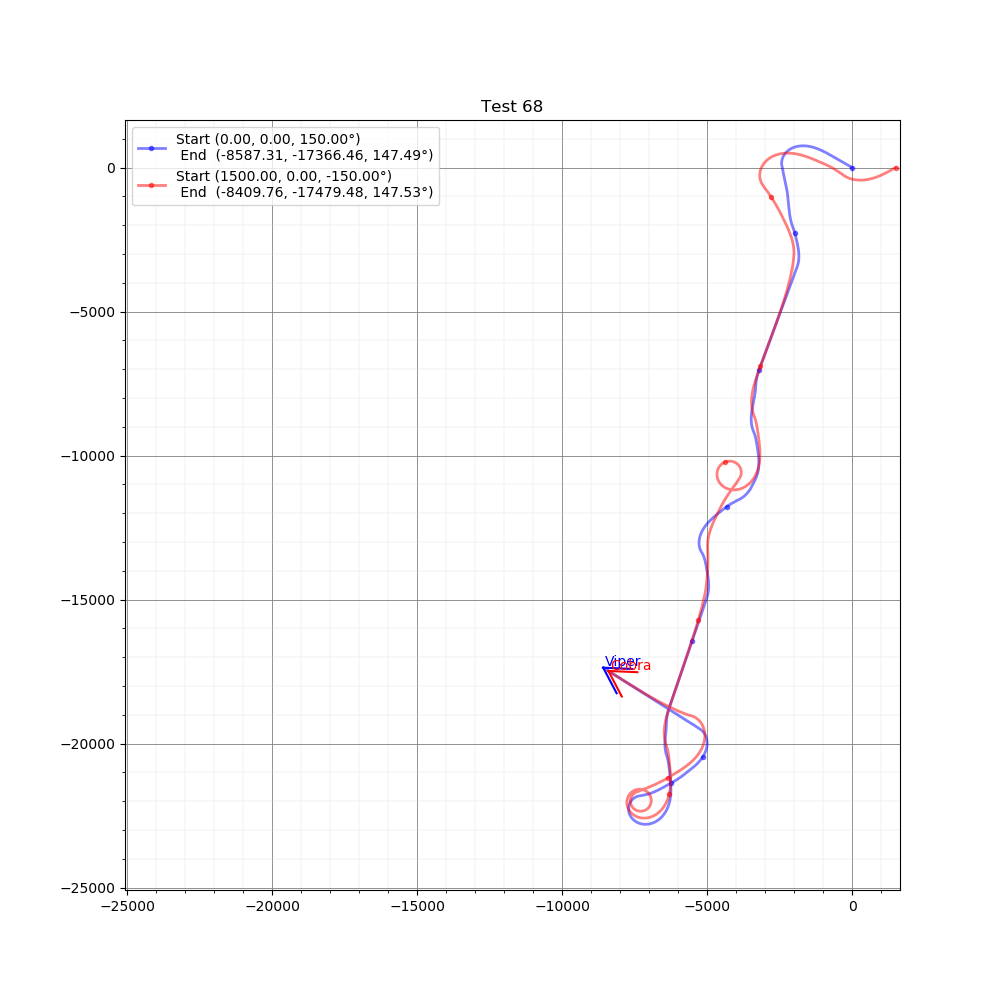 Test 68
Start (0.00, 0.00, 150.00°)
End (-8587.31, -17366.46, 147.49°)
Start (1500.00, 0.00, -150.00°)
End (-8409.76, -17479.48, 147.53°)
0
−5000
−10000
−15000
−20000
−25000
Viper
Cobra
−25000
−20000
−15000
−10000
−5000
0